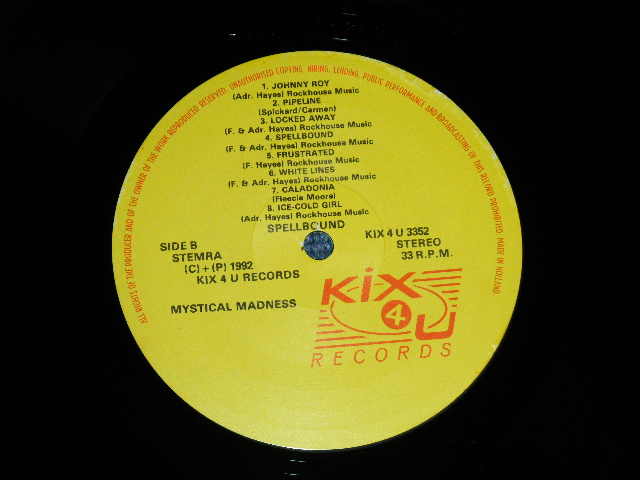 ALL RIGHTS OF THE PRODUCER AND OF THE OWNER OF THE WORK REPRODUCED RESERVED. UNAUTHORISED COPYING, HIRING, LENDING, PUBLIC PERFORMANCE AND BROADCASTING OF THIS RECORD PROHIBITED. MADE IN HOLLAND
1. JOHNNY ROY
(Adr. Hayes) Rockhouse Music
2. PIPELINE
(Spickard/Carmen)
3. LOCKED AWAY
(F. & Adr. Hayes) Rockhouse Music
4. SPELLBOUND
(F. & Adr. Hayes) Rockhouse Music
5. FRUSTRATED
(F. Hayes) Rockhouse Music
6. WHITE LINES
(F. & Adr. Hayes) Rockhouse Music
7. CALADONIA
(Fleecie Moore)
8. ICE-COLD GIRL
(Adr. Hayes) Rockhouse Music
SPELLBOUND
SIDE B
STEMRA
(C) + (P) 1992
KIX 4 U RECORDS
KIX 4 U 3352
STEREO
33 R.P.M.
MYSTICAL MADNESS
KiX
4
U
RECORDS